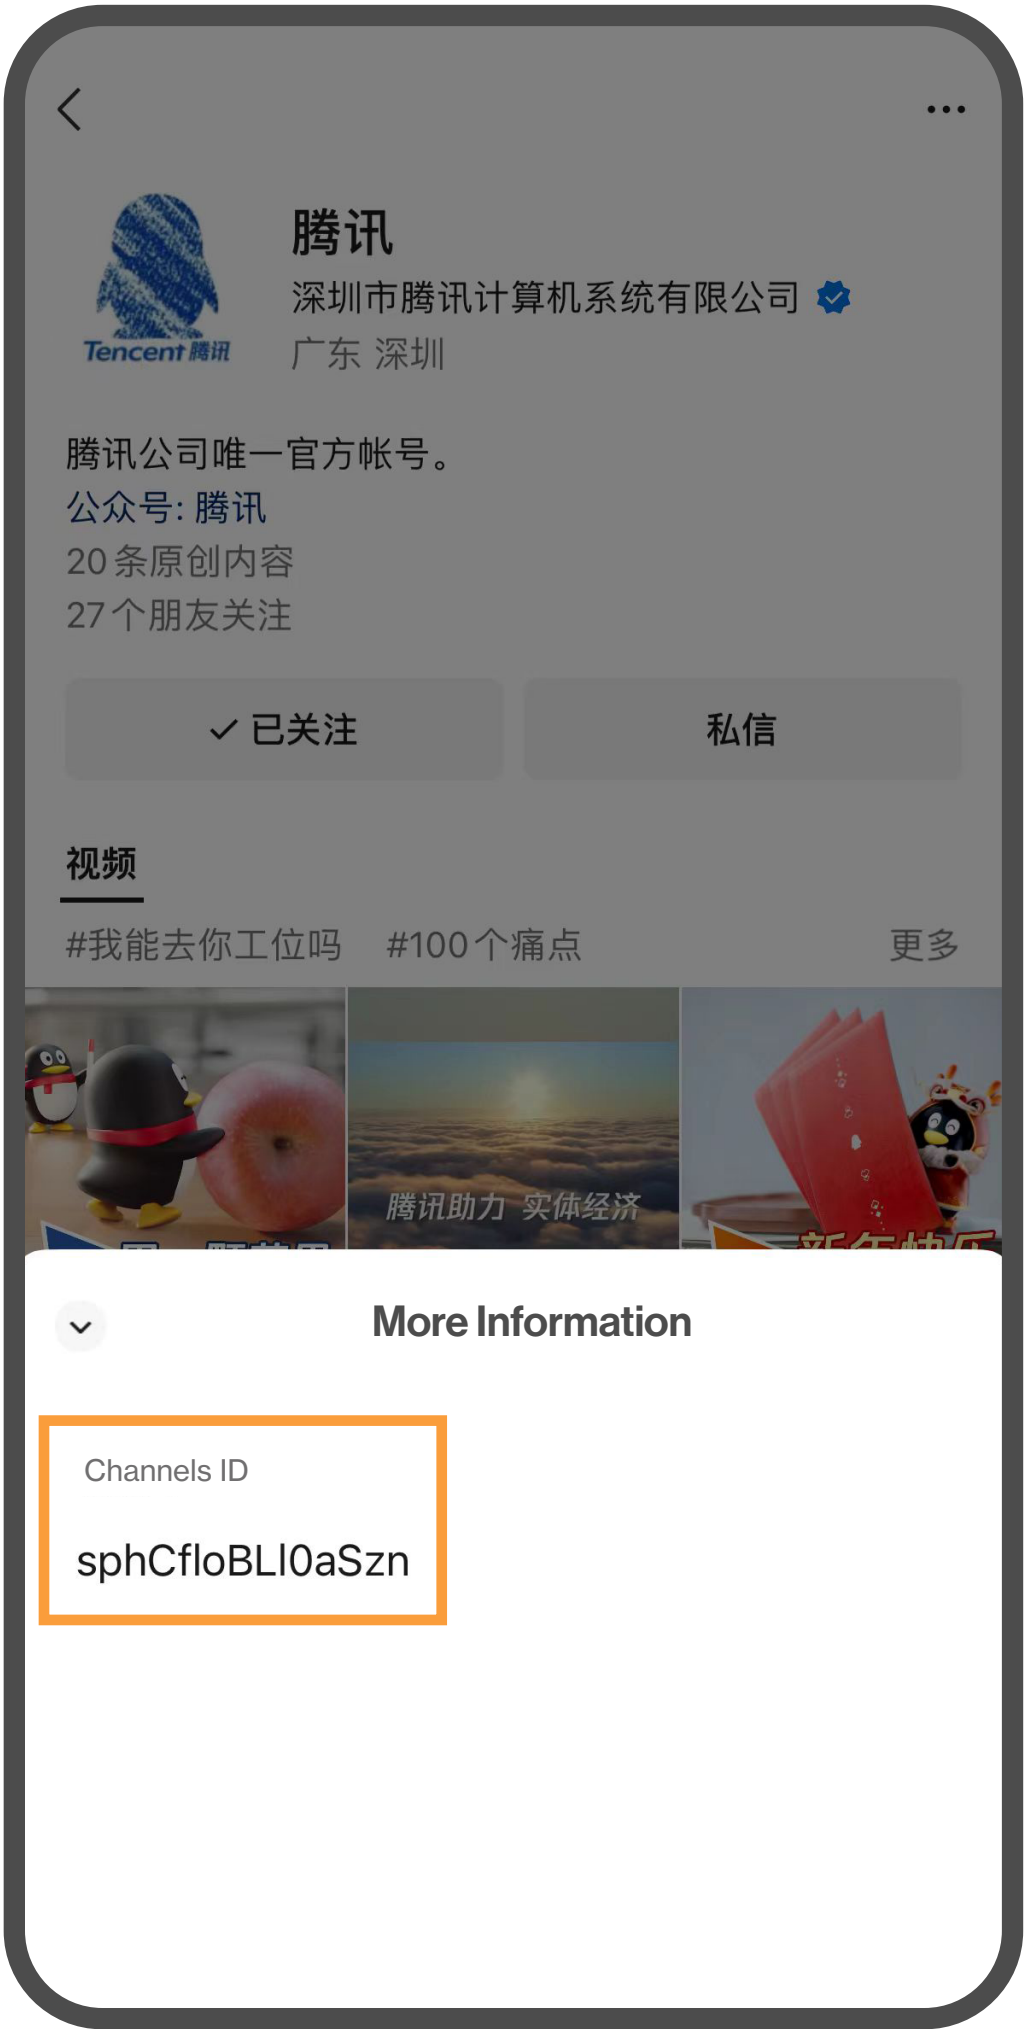 腾讯
深圳市腾讯计算机系统有限公司
广东 深圳
Tencent 腾讯
腾讯公司唯一官方帐号。
公众号: 腾讯
20条原创内容
27个朋友关注
已关注
私信
视频
#我能去你工位吗 #100个痛点 更多
腾讯助力 实体经济
新年快乐
More Information
Channels ID
sphCfloBLl0aSzn